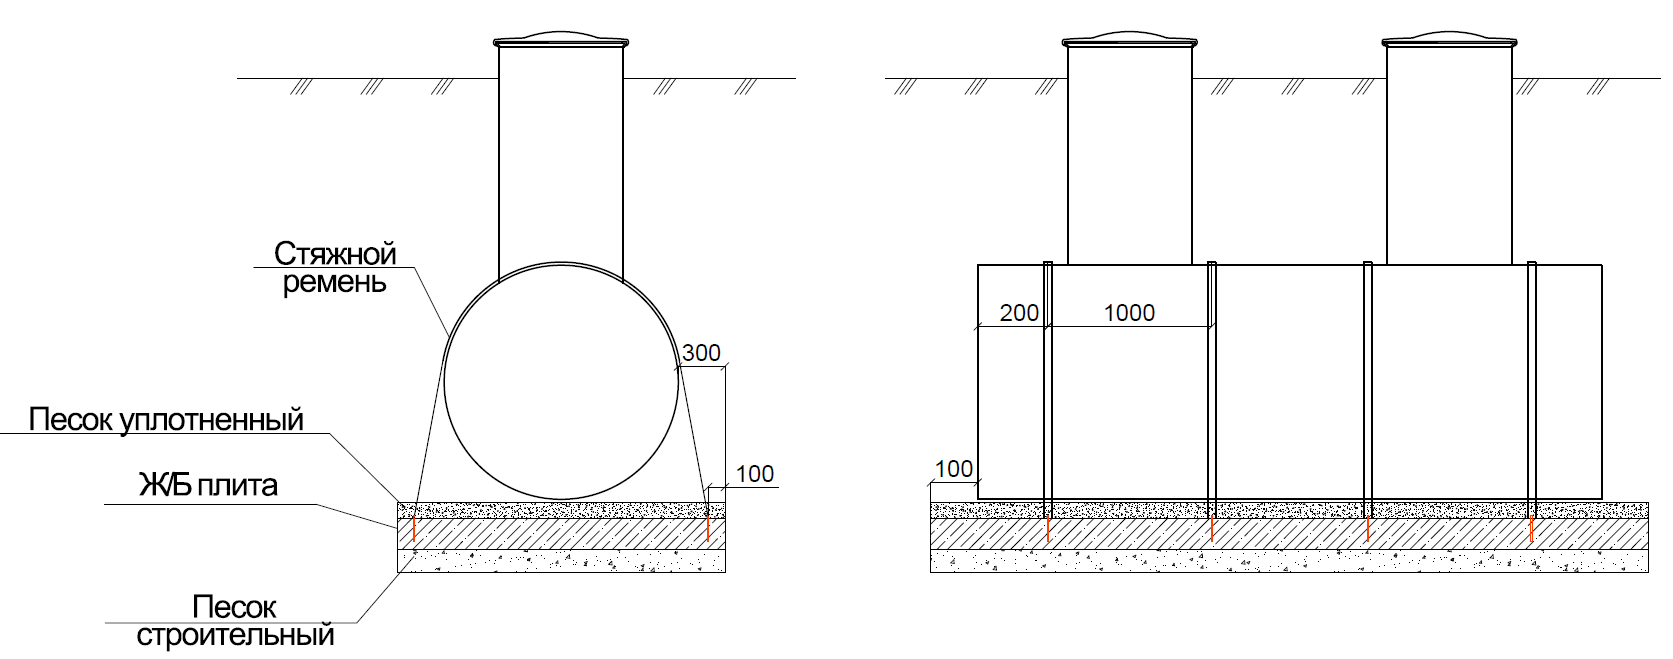 Стяжной
ремень
300
Песок уплотненный
100
Ж/Б плита
Песок
строительный
200
1000
100